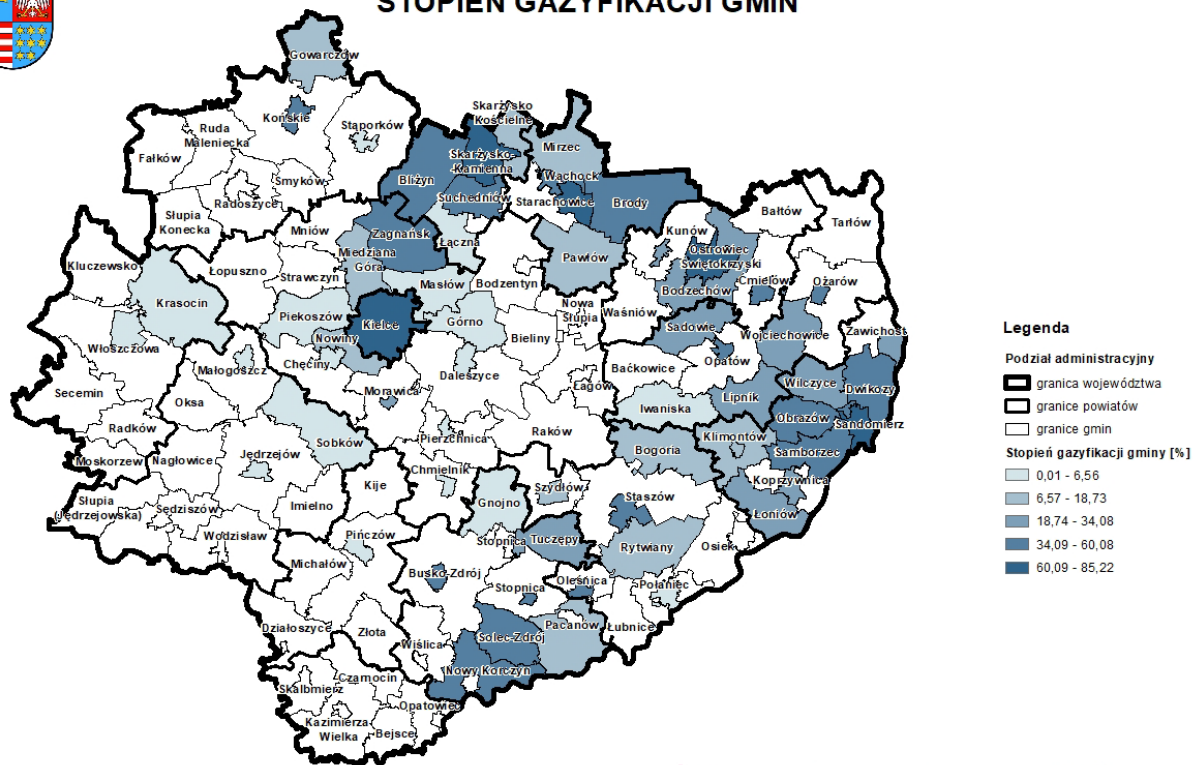 STOPIEŃ GAZYFIKACJI GMIN
Gowarczów
Końskie
Stąporków
Ruda
Maleniecka
Fałków
Smyków
Radoszyce
Słupia
Konecka
Skarżysko
Kościelne
Mirzec
Skarżysko-
Kamienna
Bliżyn
Wąchock
Suchedniów
Starachowice
Brody
Bałtów
Tarłów
Kunów
Mniów
Zagnańsk
Łączna
Ostrowiec
Świętokrzyski
Miedziana
Góra
Pawłów
Kluczewsko
Łopuszno
Strawczyn
Masłów
Bodzentyn
Bodzechów
Ćmielów
Ożarów
Krasocin
Piekoszów
Kielce
Górno
Nowa
Słupia
Waśniów
Sadowie
Wojciechowice
Zawichost
Nowiny
Bieliny
Włoszczowa
Małogoszcz
Chęciny
Daleszyce
Łagów
Baćkowice
Opatów
Wilczyce
Dwikozy
Secemin
Oksa
Morawica
Lipnik
Iwaniska
Obrazów
Sandomierz
Radków
Sobków
Pierzchnica
Raków
Klimontów
Samborzec
Moskorzew
Nagłowice
Jędrzejów
Chmielnik
Bogoria
Koprzywnica
Słupia
(Jędrzejowska)
Sędziszów
Imielno
Kije
Gnojno
Szydłów
Staszów
Łoniów
Wodzisław
Pińczów
Stopnica
Tuczępy
Rytwiany
Osiek
Michałów
Busko-Zdrój
Stopnica
Oleśnica
Połaniec
Działoszyce
Złota
Wiślica
Solec-Zdrój
Pacanów
Łubnice
Nowy Korczyn
Czarnocin
Skalbmierz
Opatowiec
Kazimierza
Wielka
Bejsce
Legenda
Podział administracyjny
granica województwa
granice powiatów
granice gmin
Stopień gazyfikacji gminy [%]
0,01 - 6,56
6,57 - 18,73
18,74 - 34,08
34,09 - 60,08
60,09 - 85,22